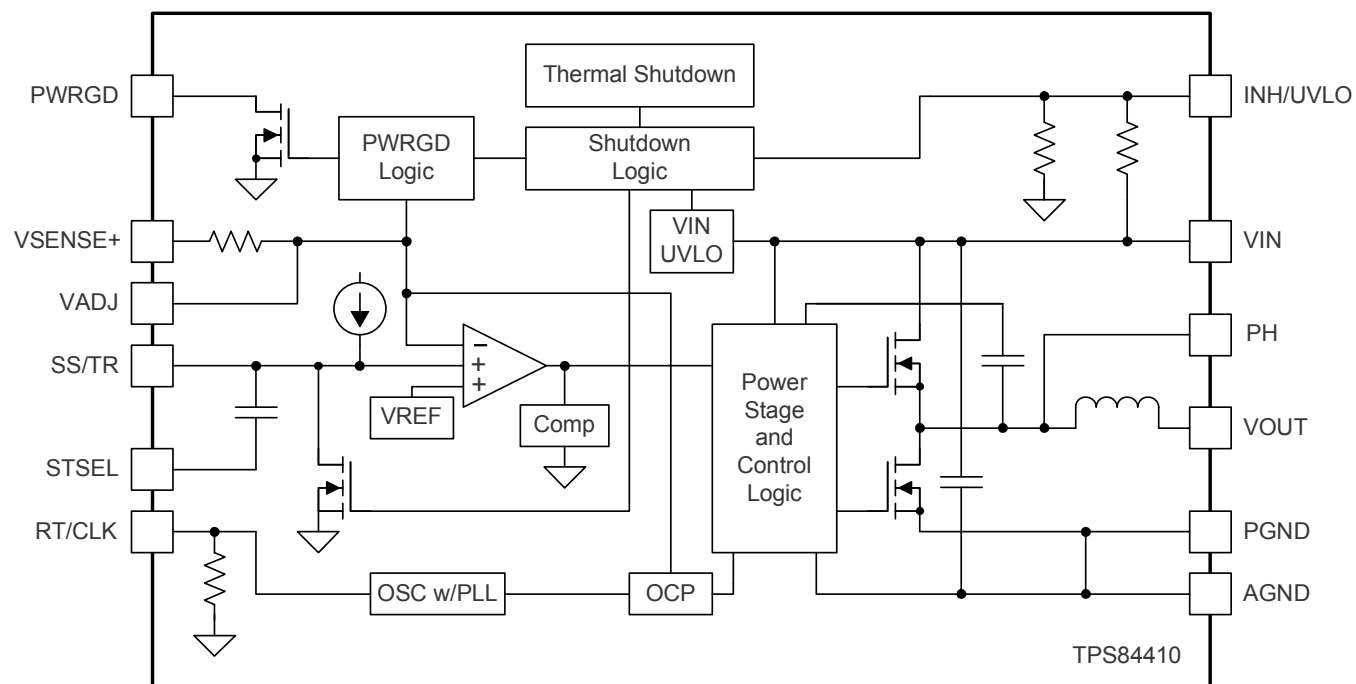 Thermal Shutdown
PWRGD
INH/UVLO
PWRGD
Logic
Shutdown
Logic
VSENSE+
VIN
UVLO
VIN
VADJ
PH
SS/TR
−
+
+
VREF
Comp
Power
Stage
and
Control
Logic
VOUT
STSEL
RT/CLK
PGND
OSC w/PLL
OCP
AGND
TPS84410